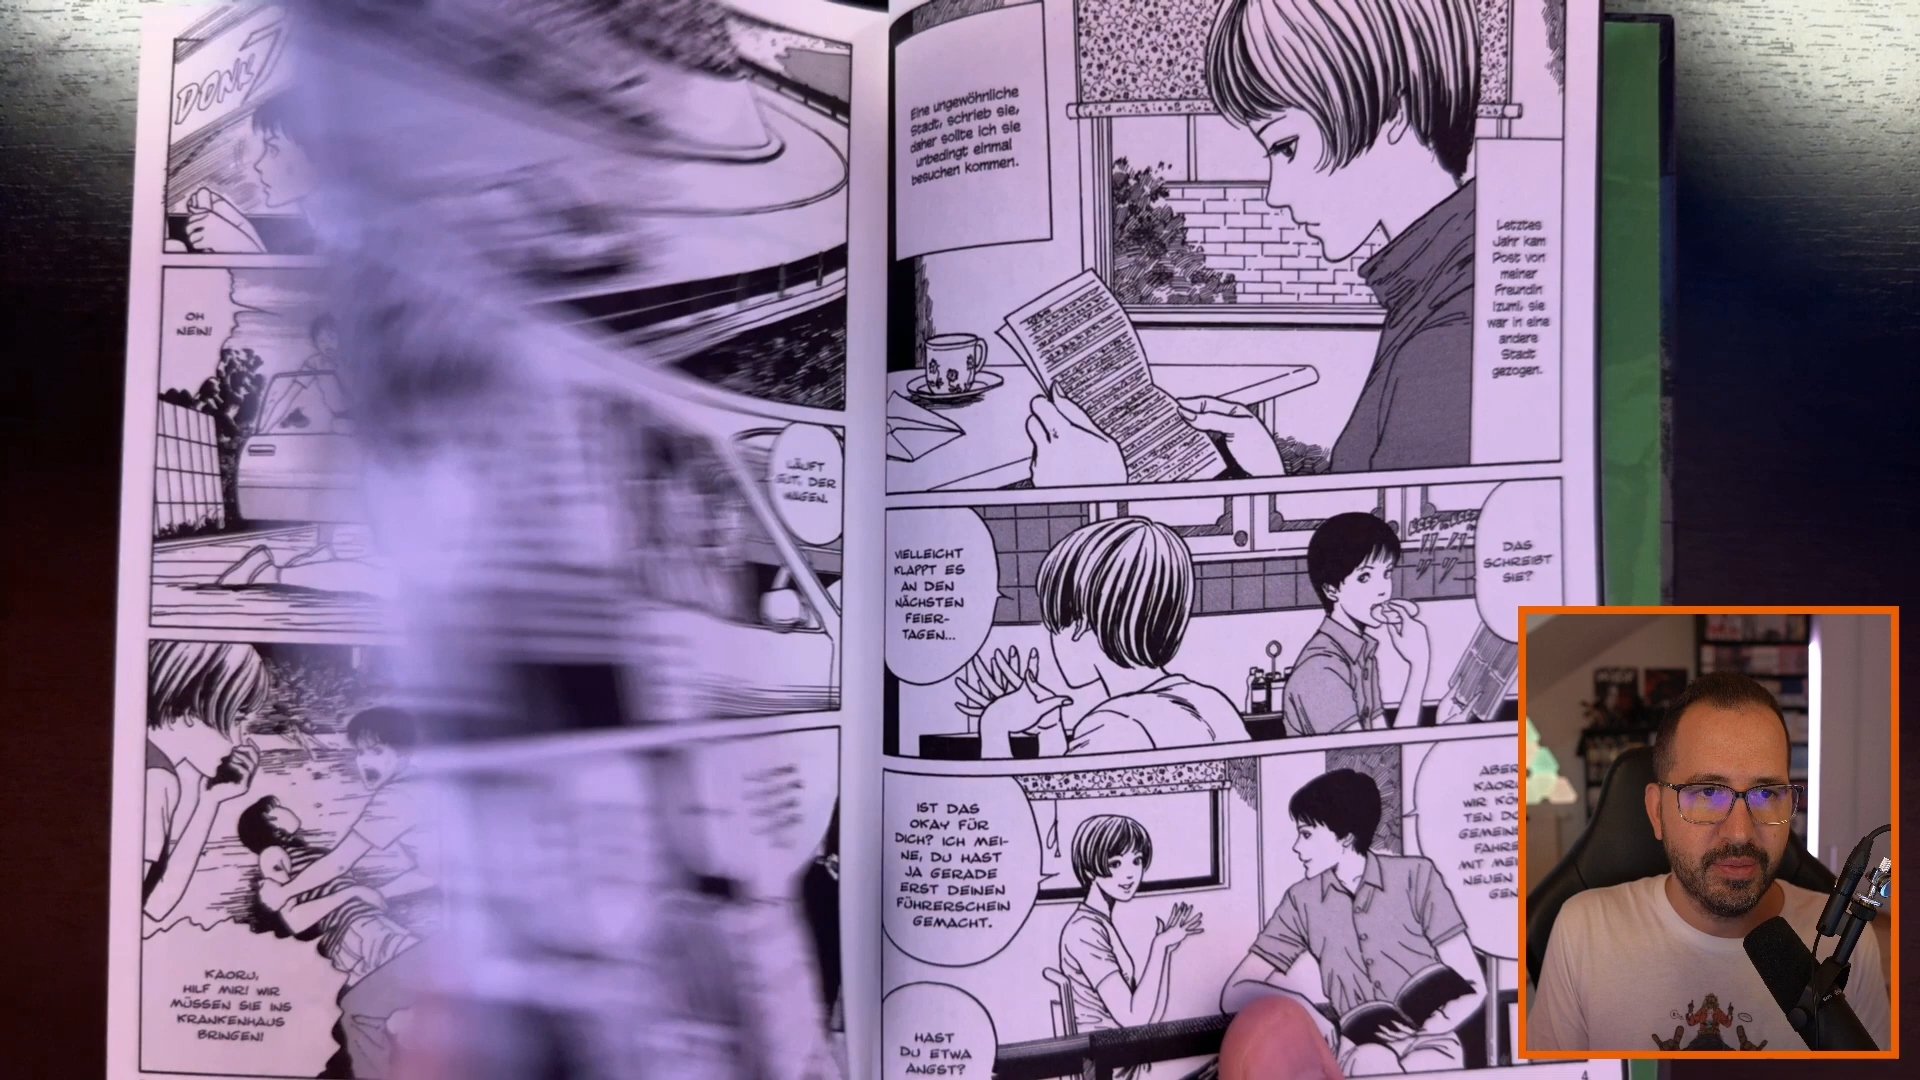 Letztes
Jahr kam
Post von
meiner
Freundin
Izumi, sie
war in eine
andere
Stadt
gezogen.
Eine ungewöhnliche
Stadt, schrieb sie,
daher sollte ich sie
unbedingt einmal
besuchen kommen.
DAS
SCHREIBT
SIE?
VIELLEICHT
KLAPPT ES
AN DEN
NÄCHSTEN
FEIER-
TAGEN...
ABER
WIR
NEUEN
IST DAS
OKAY FÜR
DICH? ICH MEI-
NE, DU HAST
JA GERADE
ERST DEINEN
FÜHRERSCHEIN
GEMACHT.
HAST
DU ETWA
ANGST?
4
LÄUFT
GUT, DER
WAGEN.
DONK
OH
NEIN!
KAORU,
HILF MIR! WIR
MÜSSEN SIE INS
KRANKENHAUS
BRINGEN!